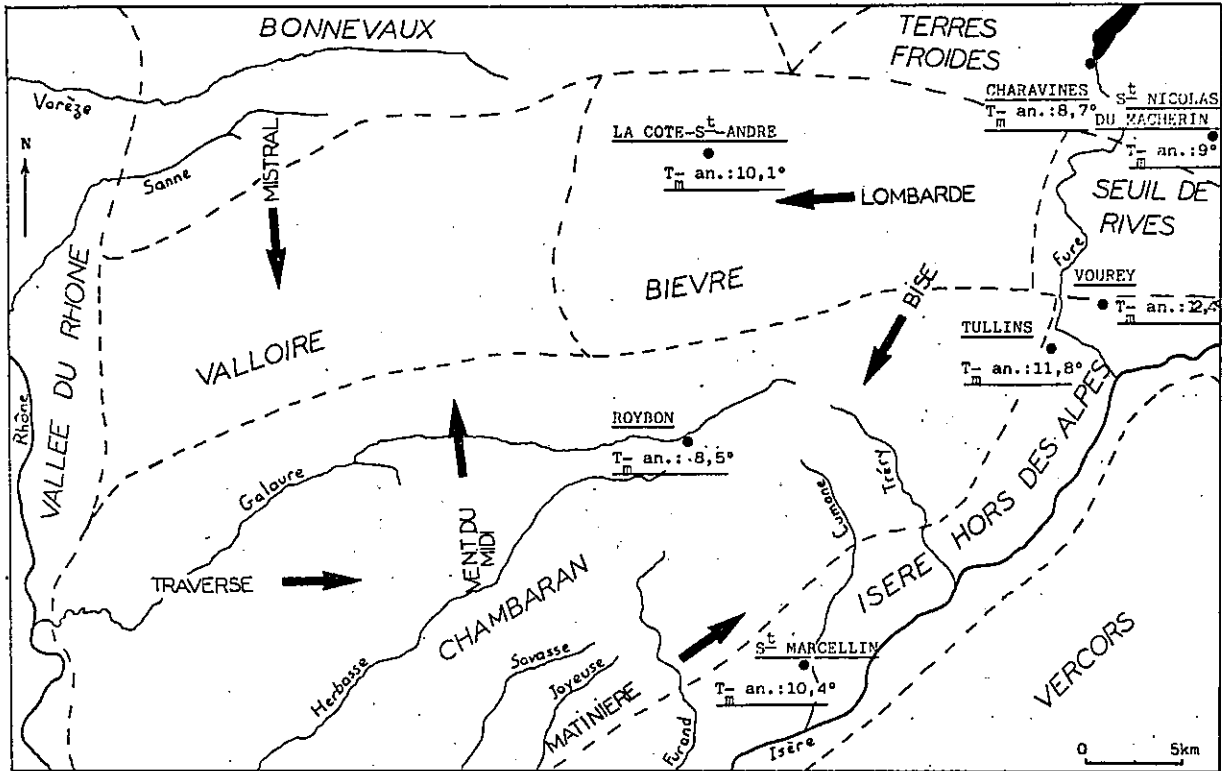 BONNEVAUX
TERRES
FROIDES
Varèze
N
Sanne
MISTRAL
LA COTE-St-ANDRE
Tm an.:10,1°
CHARAVINES
Tm an.:8,7°
St NICOLAS
DU MACHERIN
Tm an.:9°
LOMBARDE
SEUIL DE
RIVES
Fure
VALLEE DU RHONE
BIEVRE
BISE
VOUREY
Tm an.:12,4°
VALLOIRE
TULLINS
Tm an.:11,8°
Rhône
ROYBON
Tm an.:8,5°
Galaure
Cumane
Tréry
ISERE HORS DES ALPES
VENT DU
MIDI
TRAVERSE
CHAMBARAN
Herbasse
Savasse
Joyeuse
MATINIERE
Furand
St MARCELLIN
Tm an.:10,4°
Isère
VERCORS
0 5km